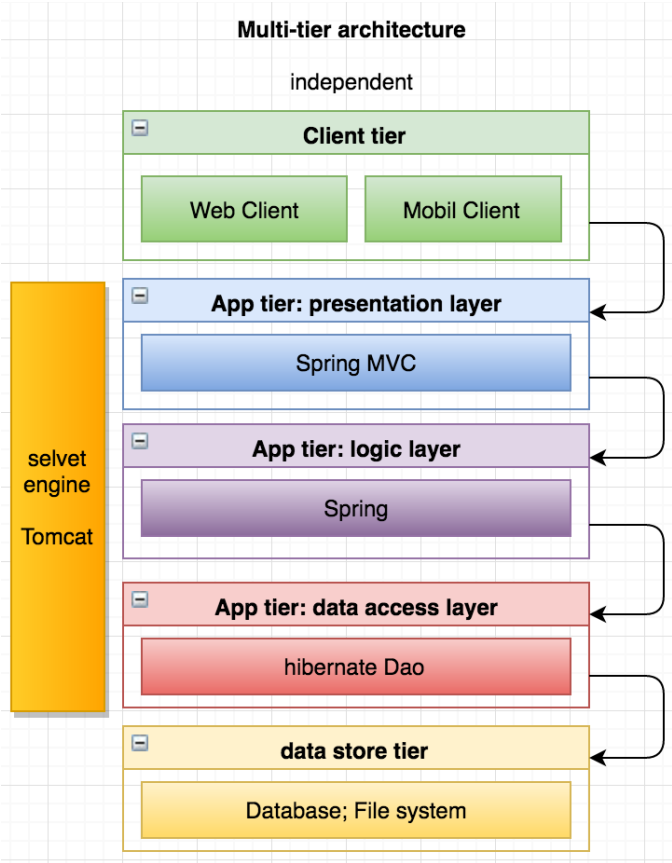 Multi-tier architecture
independent
Client tier
Web Client
Mobil Client
App tier: presentation layer
Spring MVC
App tier: logic layer
Spring
selvet
engine
Tomcat
App tier: data access layer
hibernate Dao
data store tier
Database; File system